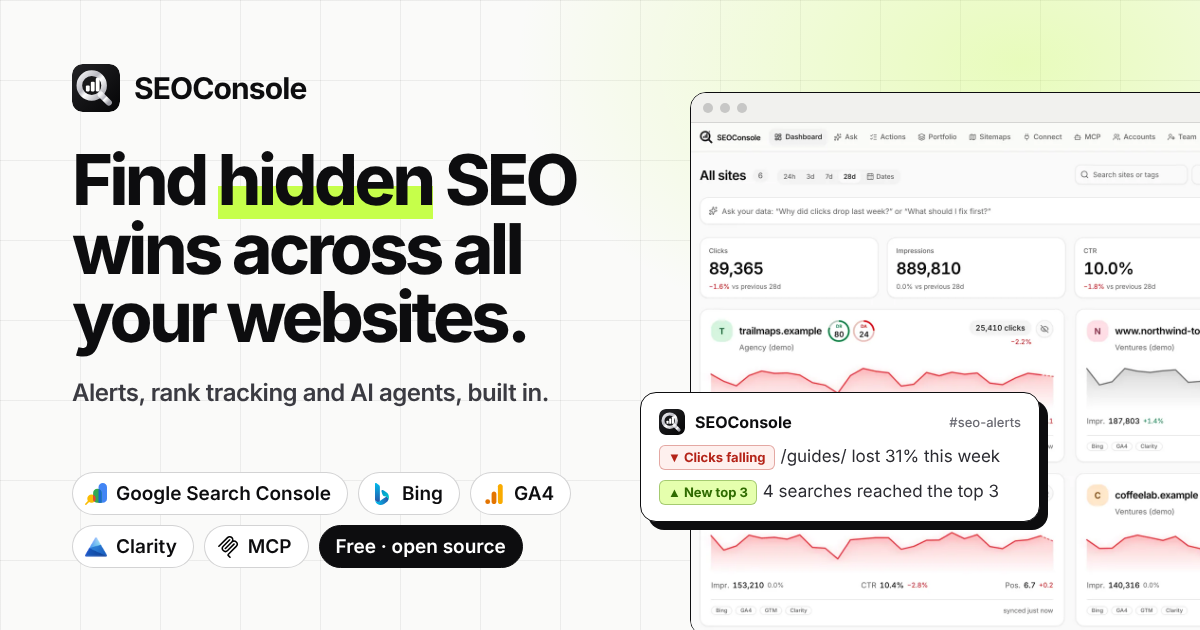 SEOConsole
Find hidden SEO
wins across all
your websites.
Alerts, rank tracking and AI agents, built in.
Google Search Console
Bing
GA4
Clarity
MCP
Free · open source
SEOConsole
Dashboard
Ask
Actions
Portfolio
Sitemaps
Connect
MCP
Accounts
Team
All sites 6
24h 3d 7d 28d Dates
Search sites or tags
Ask your data: "Why did clicks drop last week?" or "What should I fix first?"
Clicks
89,365
−1.6% vs previous 28d
Impressions
889,810
0.0% vs previous 28d
CTR
10.0%
−1.8% vs previous 28d
T
trailmaps.example
DR 80
DA 24
Agency (demo)
25,410 clicks
−2.2%
N
www.northwind-to
Ventures (demo)
Impr. 187,803 +1.4%
Bing GA4 Clarity
SEOConsole
#seo-alerts
▼ Clicks falling /guides/ lost 31% this week
▲ New top 3 4 searches reached the top 3
C
coffeelab.example
Ventures (demo)
Impr. 153,210 0.0%
CTR 10.4% −2.8%
Pos. 6.7 +0.2
Bing GA4 GTM Clarity
synced just now
Impr. 140,316 0.0%
Bing GA4 GTM Clarity